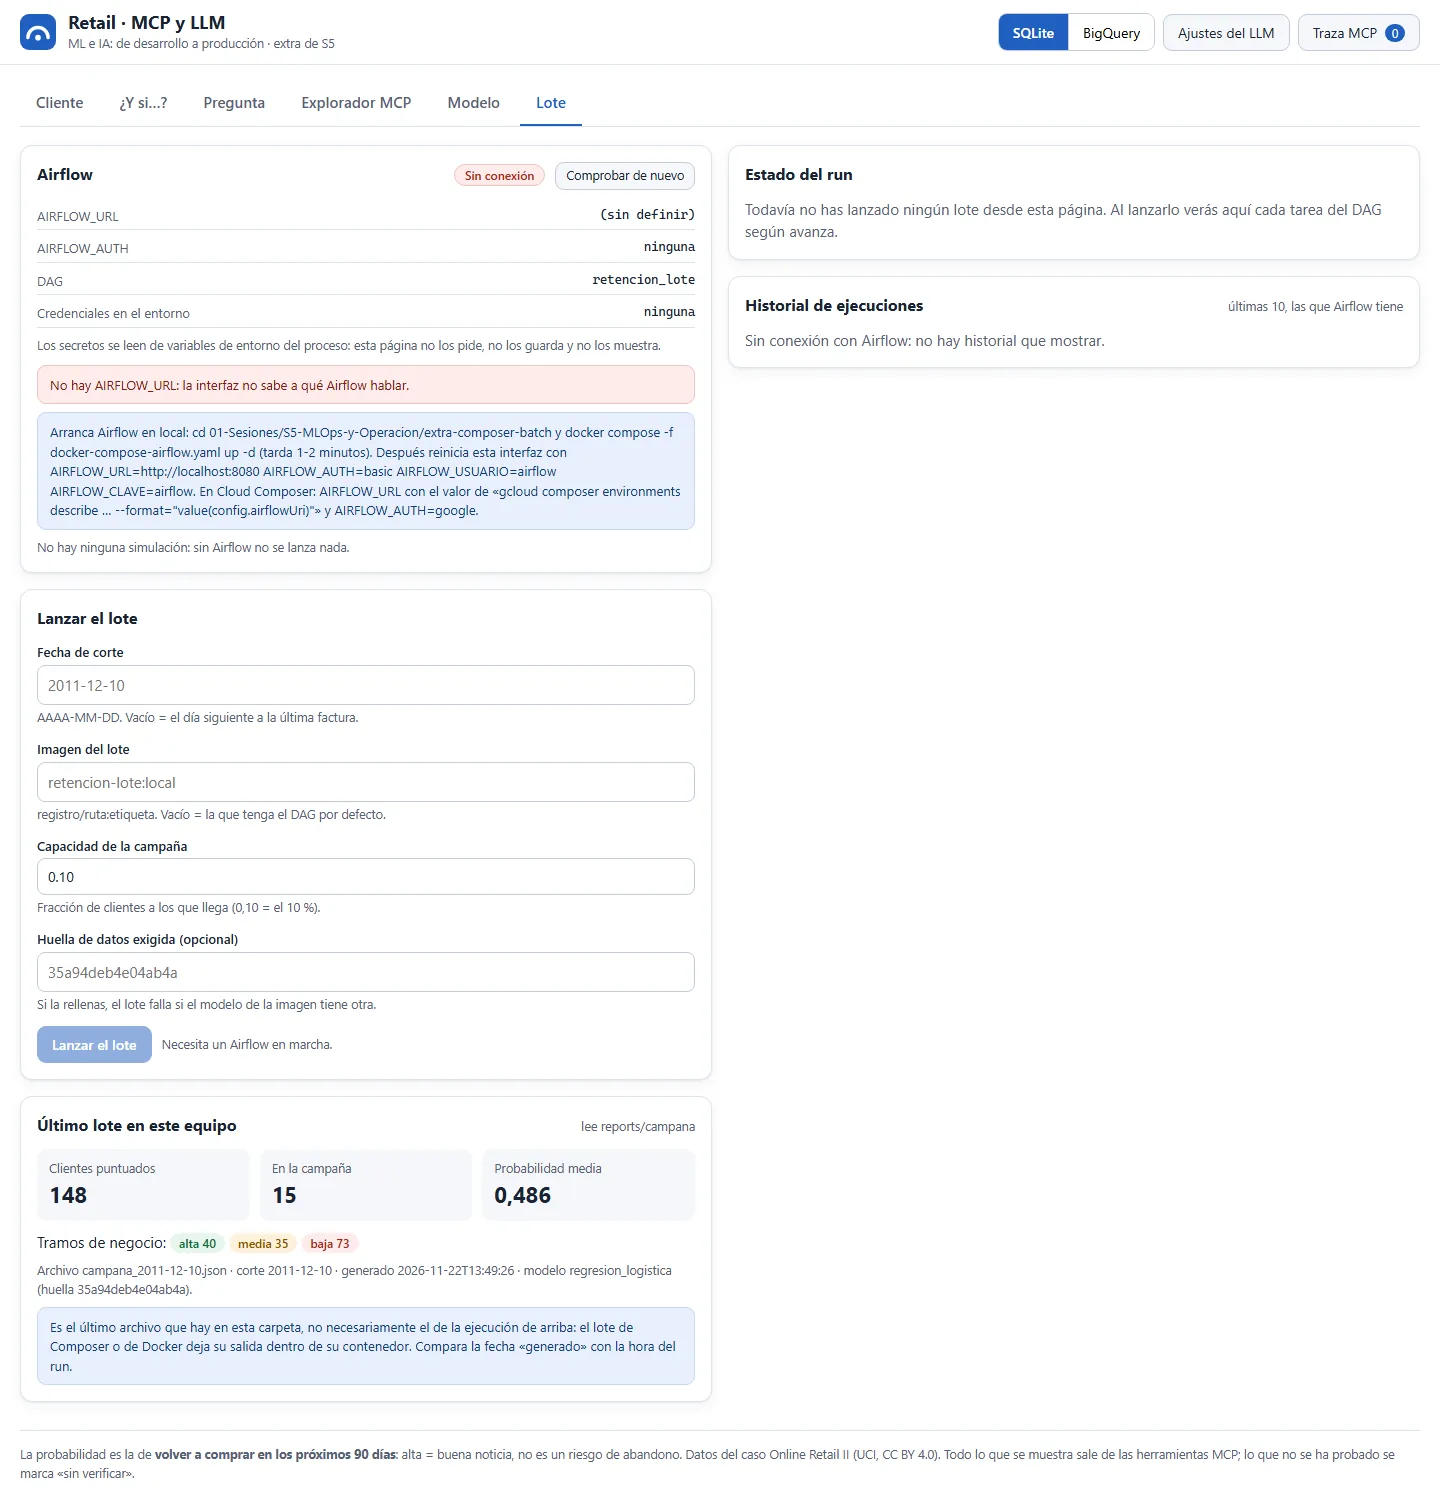 Retail · MCP y LLM
ML e IA: de desarrollo a producción · extra de S5
SQLite
BigQuery
Ajustes del LLM
Traza MCP 0
Cliente
¿Y si...?
Pregunta
Explorador MCP
Modelo
Lote
Airflow
Sin conexión
Comprobar de nuevo
AIRFLOW_URL (sin definir)
AIRFLOW_AUTH ninguna
DAG retencion_lote
Credenciales en el entorno ninguna
Los secretos se leen de variables de entorno del proceso: esta página no los pide, no los guarda y no los muestra.
No hay AIRFLOW_URL: la interfaz no sabe a qué Airflow hablar.
Arranca Airflow en local: cd 01-Sesiones/S5-MLOps-y-Operacion/extra-composer-batch y docker compose -f
docker-compose-airflow.yaml up -d (tarda 1-2 minutos). Después reinicia esta interfaz con
AIRFLOW_URL=http://localhost:8080 AIRFLOW_AUTH=basic AIRFLOW_USUARIO=airflow
AIRFLOW_CLAVE=airflow. En Cloud Composer: AIRFLOW_URL con el valor de «gcloud composer environments
describe ... --format="value(config.airflowUri)"» y AIRFLOW_AUTH=google.
No hay ninguna simulación: sin Airflow no se lanza nada.
Lanzar el lote
Fecha de corte
2011-12-10
AAAA-MM-DD. Vacío = el día siguiente a la última factura.
Imagen del lote
retencion-lote:local
registro/ruta:etiqueta. Vacío = la que tenga el DAG por defecto.
Capacidad de la campaña
0.10
Fracción de clientes a los que llega (0,10 = el 10 %).
Huella de datos exigida (opcional)
35a94deb4e04ab4a
Si la rellenas, el lote falla si el modelo de la imagen tiene otra.
Lanzar el lote
Necesita un Airflow en marcha.
Último lote en este equipo
lee reports/campana
Clientes puntuados
148
En la campaña
15
Probabilidad media
0,486
Tramos de negocio: alta 40 media 35 baja 73
Archivo campana_2011-12-10.json · corte 2011-12-10 · generado 2026-11-22T13:49:26 · modelo regresion_logistica
(huella 35a94deb4e04ab4a).
Es el último archivo que hay en esta carpeta, no necesariamente el de la ejecución de arriba: el lote de
Composer o de Docker deja su salida dentro de su contenedor. Compara la fecha «generado» con la hora del
run.
Estado del run
Todavía no has lanzado ningún lote desde esta página. Al lanzarlo verás aquí cada tarea del DAG
según avanza.
Historial de ejecuciones
últimas 10, las que Airflow tiene
Sin conexión con Airflow: no hay historial que mostrar.
La probabilidad es la de volver a comprar en los próximos 90 días: alta = buena noticia, no es un riesgo de abandono. Datos del caso Online Retail II (UCI, CC BY 4.0). Todo lo que se muestra sale de las herramientas MCP; lo que no se ha probado se
marca «sin verificar».